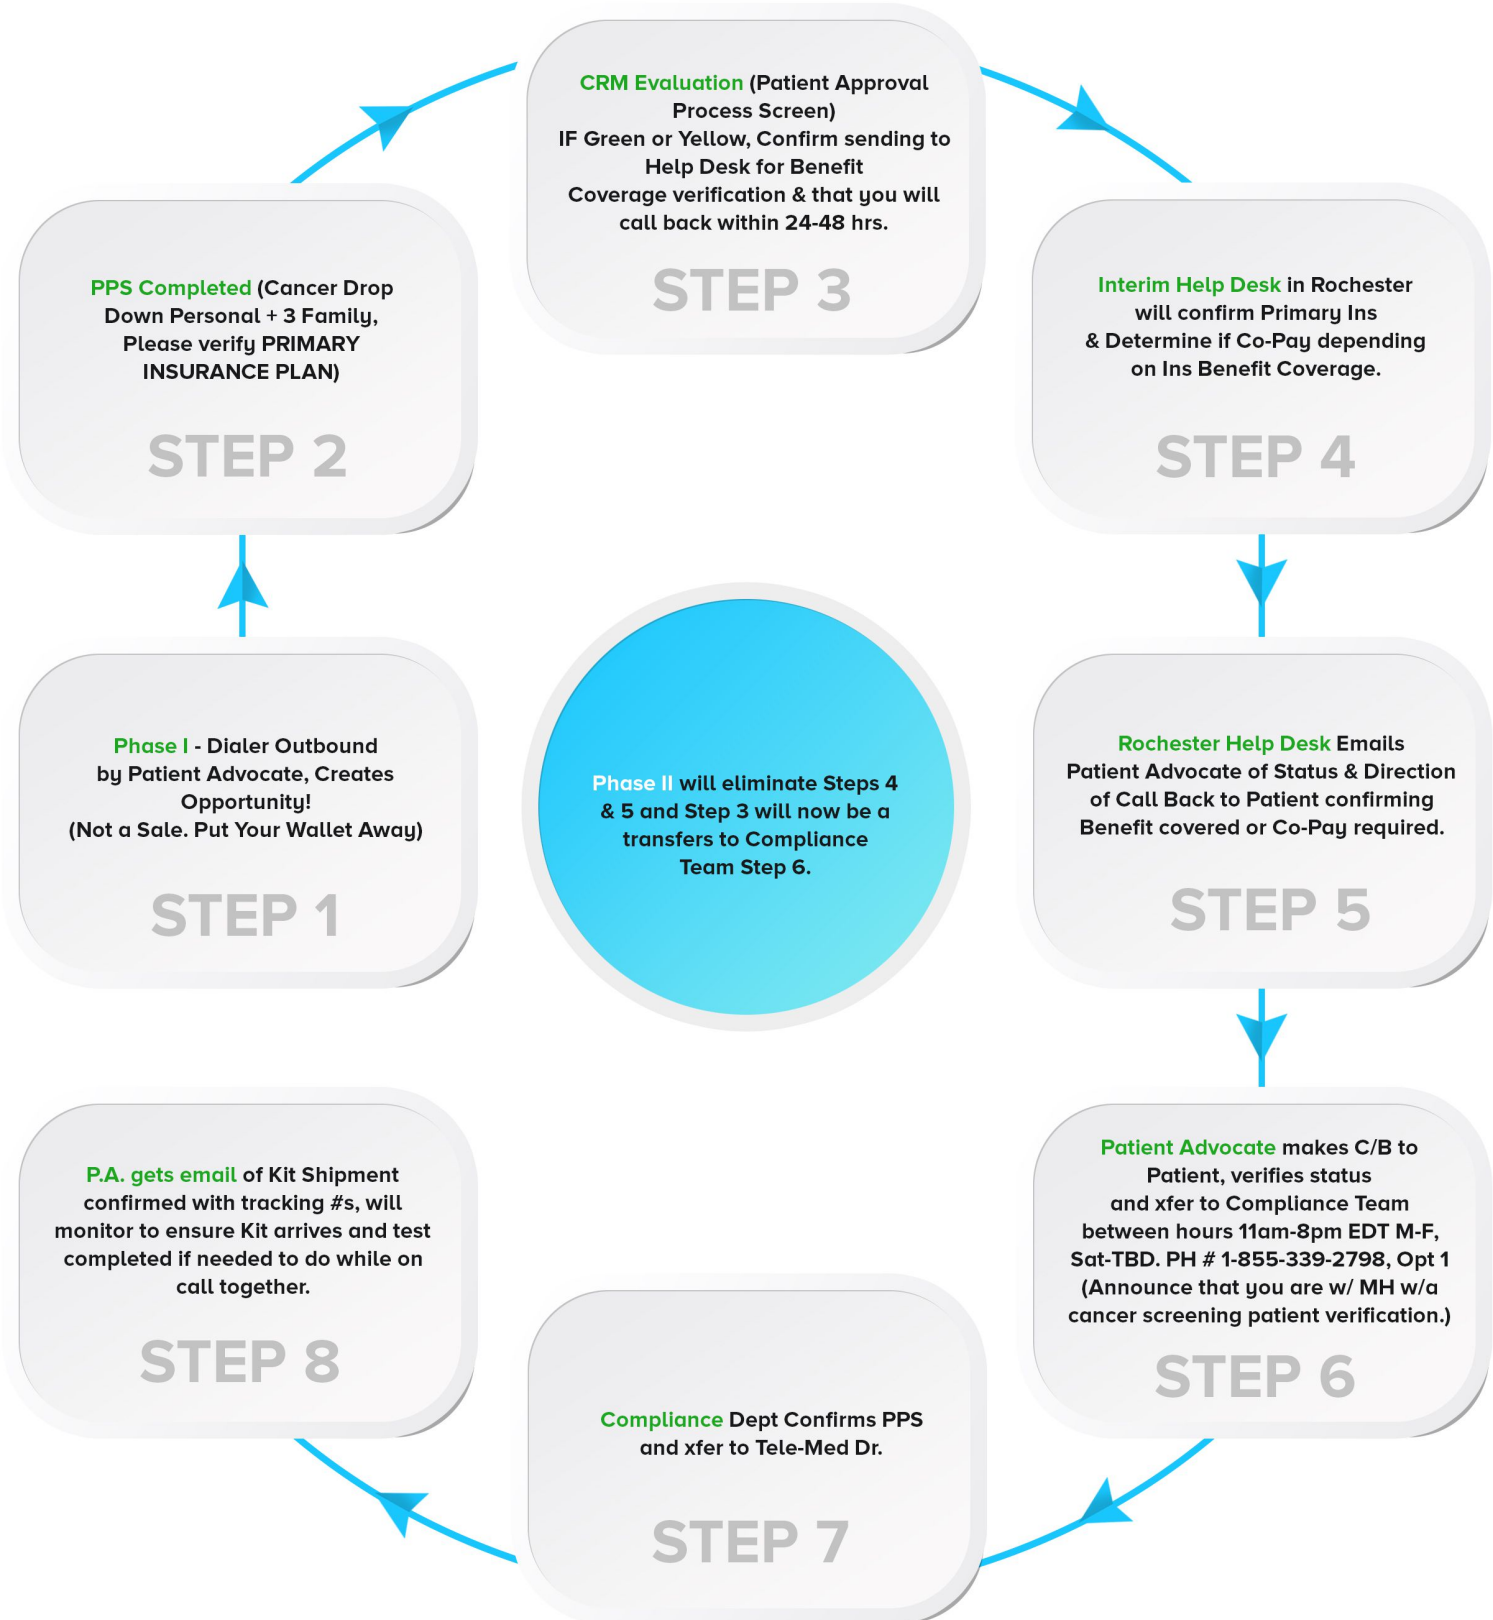 Phase I - Dialer Outbound
by Patient Advocate, Creates
Opportunity!
(Not a Sale. Put Your Wallet Away)
STEP 1
PPS Completed (Cancer Drop
Down Personal + 3 Family,
Please verify PRIMARY
INSURANCE PLAN)
STEP 2
CRM Evaluation (Patient Approval
Process Screen)
IF Green or Yellow, Confirm sending to
Help Desk for Benefit
Coverage verification & that you will
call back within 24-48 hrs.
STEP 3
Interim Help Desk in Rochester
will confirm Primary Ins
& Determine if Co-Pay depending
on Ins Benefit Coverage.
STEP 4
Rochester Help Desk Emails
Patient Advocate of Status & Direction
of Call Back to Patient confirming
Benefit covered or Co-Pay required.
STEP 5
Patient Advocate makes C/B to
Patient, verifies status
and xfer to Compliance Team
between hours 11am-8pm EDT M-F,
Sat-TBD. PH # 1-855-339-2798, Opt 1
(Announce that you are w/ MH w/a
cancer screening patient verification.)
STEP 6
Compliance Dept Confirms PPS
and xfer to Tele-Med Dr.
STEP 7
P.A. gets email of Kit Shipment
confirmed with tracking #s, will
monitor to ensure Kit arrives and test
completed if needed to do while on
call together.
STEP 8
Phase II will eliminate Steps 4
& 5 and Step 3 will now be a
transfers to Compliance
Team Step 6.